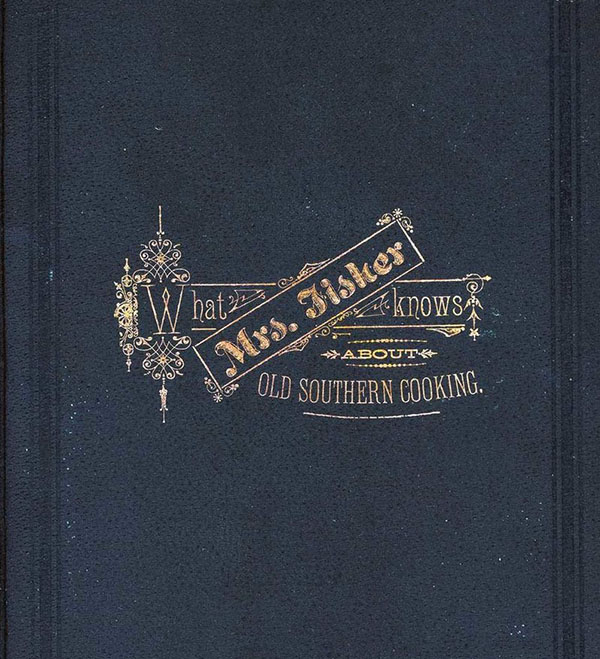 What Mrs. Fisher knows
ABOUT
OLD SOUTHERN COOKING.